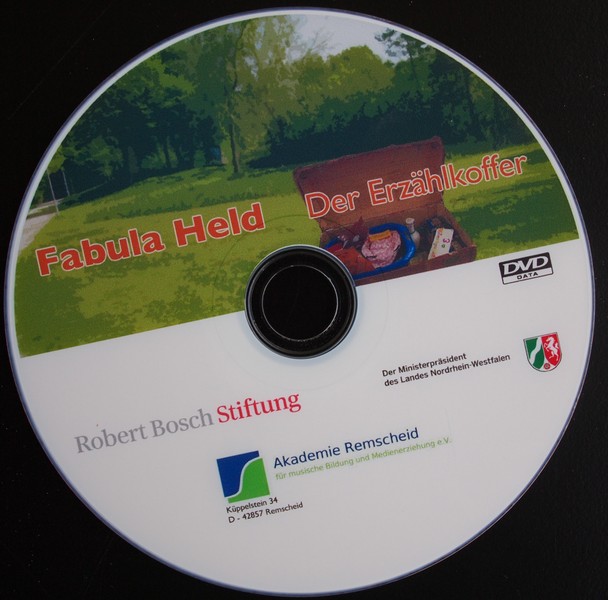 Fabula Held
Der Erzählkoffer
DVD
DATA
Der Ministerpräsident
des Landes Nordrhein-Westfalen
Robert Bosch Stiftung
Akademie Remscheid
für musische Bildung und Medienerziehung e.V.
Küppelstein 34
D - 42857 Remscheid